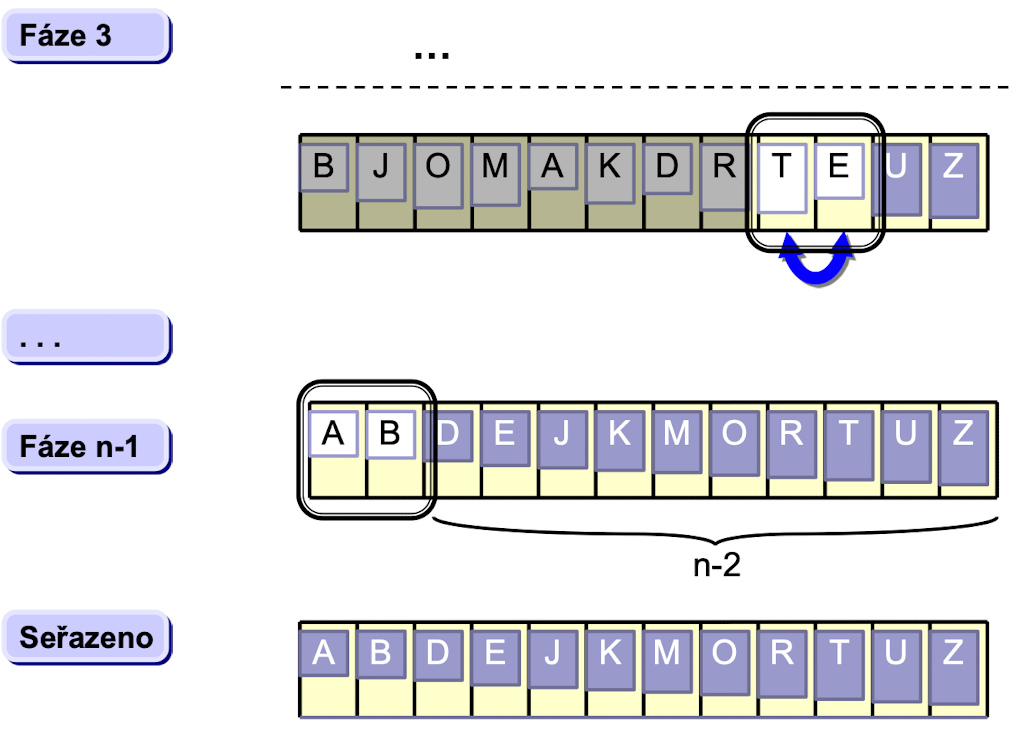 Fáze 3
...
B J O M A K D R T E U Z
. . .
Fáze n-1
A B D E J K M O R T U Z
n-2
Seřazeno
A B D E J K M O R T U Z